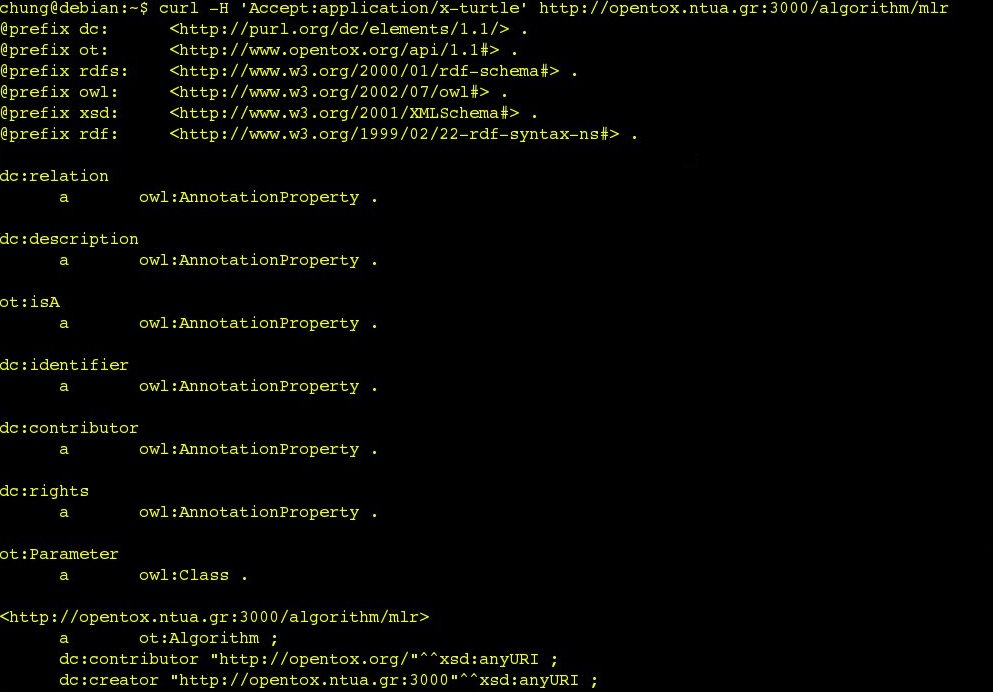 chung@debian:~$ curl -H 'Accept:application/x-turtle' http://opentox.ntua.gr:3000/algorithm/mlr
@prefix dc:      <http://purl.org/dc/elements/1.1/> .
@prefix ot:      <http://www.opentox.org/api/1.1#> .
@prefix rdfs:    <http://www.w3.org/2000/01/rdf-schema#> .
@prefix owl:     <http://www.w3.org/2002/07/owl#> .
@prefix xsd:     <http://www.w3.org/2001/XMLSchema#> .
@prefix rdf:     <http://www.w3.org/1999/02/22-rdf-syntax-ns#> .
dc:relation
      a       owl:AnnotationProperty .
dc:description
      a       owl:AnnotationProperty .
ot:isA
      a       owl:AnnotationProperty .
dc:identifier
      a       owl:AnnotationProperty .
dc:contributor
      a       owl:AnnotationProperty .
dc:rights
      a       owl:AnnotationProperty .
ot:Parameter
      a       owl:Class .
<http://opentox.ntua.gr:3000/algorithm/mlr>
      a       ot:Algorithm ;
      dc:contributor "http://opentox.org/"^^xsd:anyURI ;
      dc:creator "http://opentox.ntua.gr:3000"^^xsd:anyURI ;